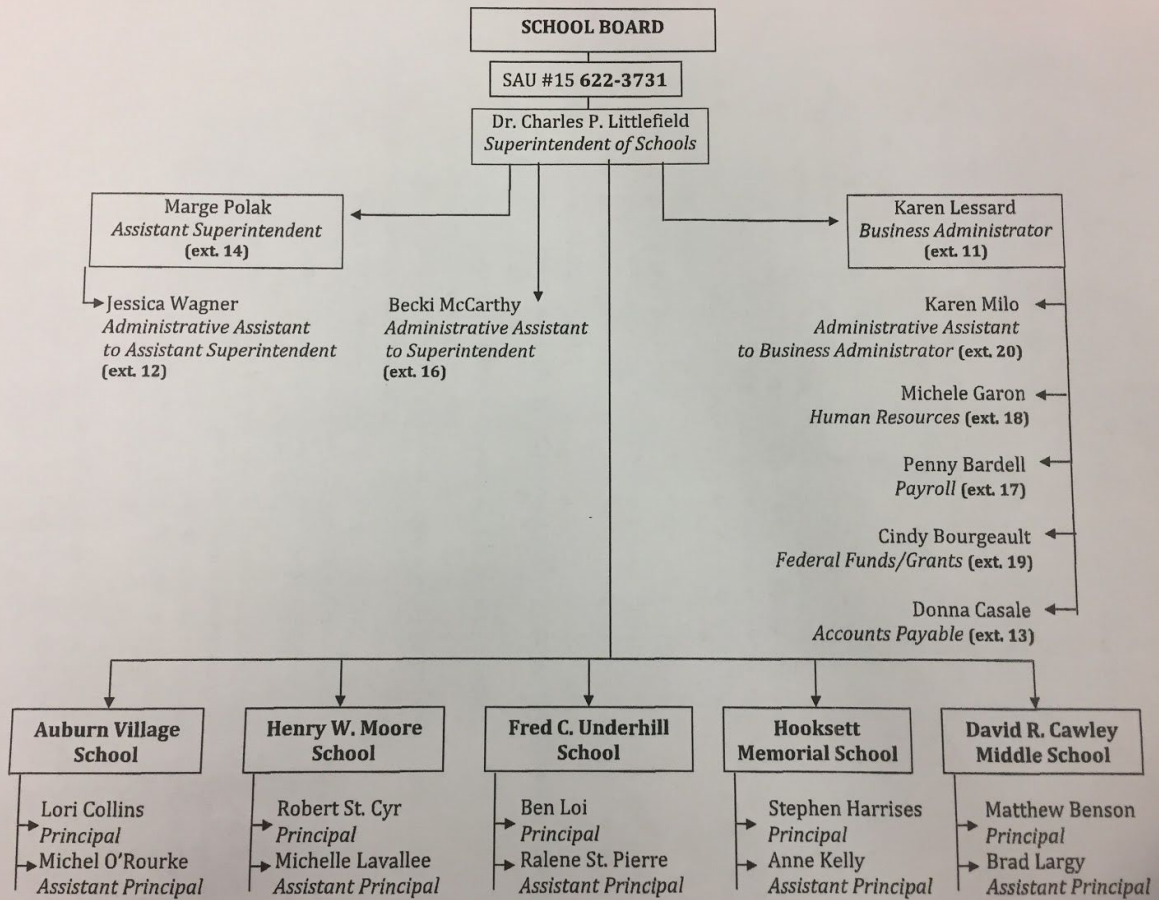 SCHOOL BOARD
SAU #15 622-3731
Dr. Charles P. Littlefield
Superintendent of Schools
Marge Polak
Assistant Superintendent
(ext. 14)
Jessica Wagner
Administrative Assistant
to Assistant Superintendent
(ext. 12)
Becki McCarthy
Administrative Assistant
to Superintendent
(ext. 16)
Karen Lessard
Business Administrator
(ext. 11)
Karen Milo
Administrative Assistant
to Business Administrator (ext. 20)
Michele Garon
Human Resources (ext. 18)
Penny Bardell
Payroll (ext. 17)
Cindy Bourgeault
Federal Funds/Grants (ext. 19)
Donna Casale
Accounts Payable (ext. 13)
Auburn Village
School
Lori Collins
Principal
Michel O'Rourke
Assistant Principal
Henry W. Moore
School
Robert St. Cyr
Principal
Michelle Lavallee
Assistant Principal
Fred C. Underhill
School
Ben Loi
Principal
Ralene St. Pierre
Assistant Principal
Hooksett
Memorial School
Stephen Harrises
Principal
Anne Kelly
Assistant Principal
David R. Cawley
Middle School
Matthew Benson
Principal
Brad Largy
Assistant Principal